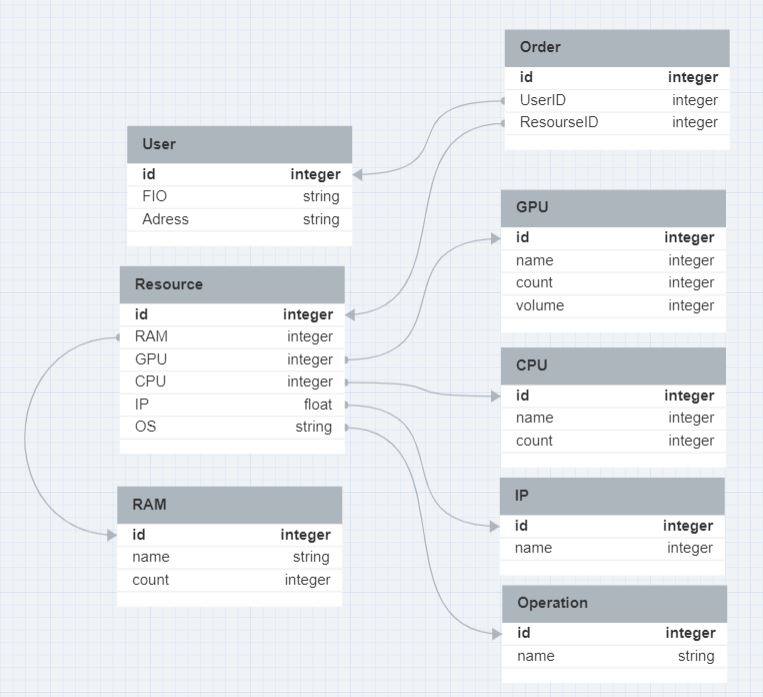 User
id integer
FIO string
Adress string
Resource
id integer
RAM integer
GPU integer
CPU integer
IP float
OS string
RAM
id integer
name string
count integer
Order
id integer
UserID integer
ResourseID integer
GPU
id integer
name integer
count integer
volume integer
CPU
id integer
name integer
count integer
IP
id integer
name integer
Operation
id integer
name string